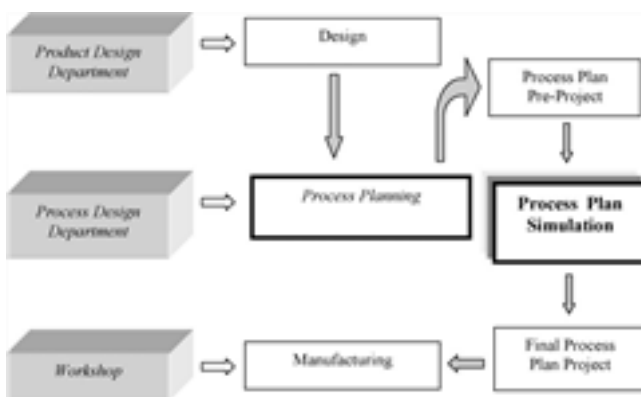 Product Design
Department
Design
Process Plan
Pre-Project
Process Design
Department
Process Planning
Process Plan
Simulation
Workshop
Manufacturing
Final Process
Plan Project